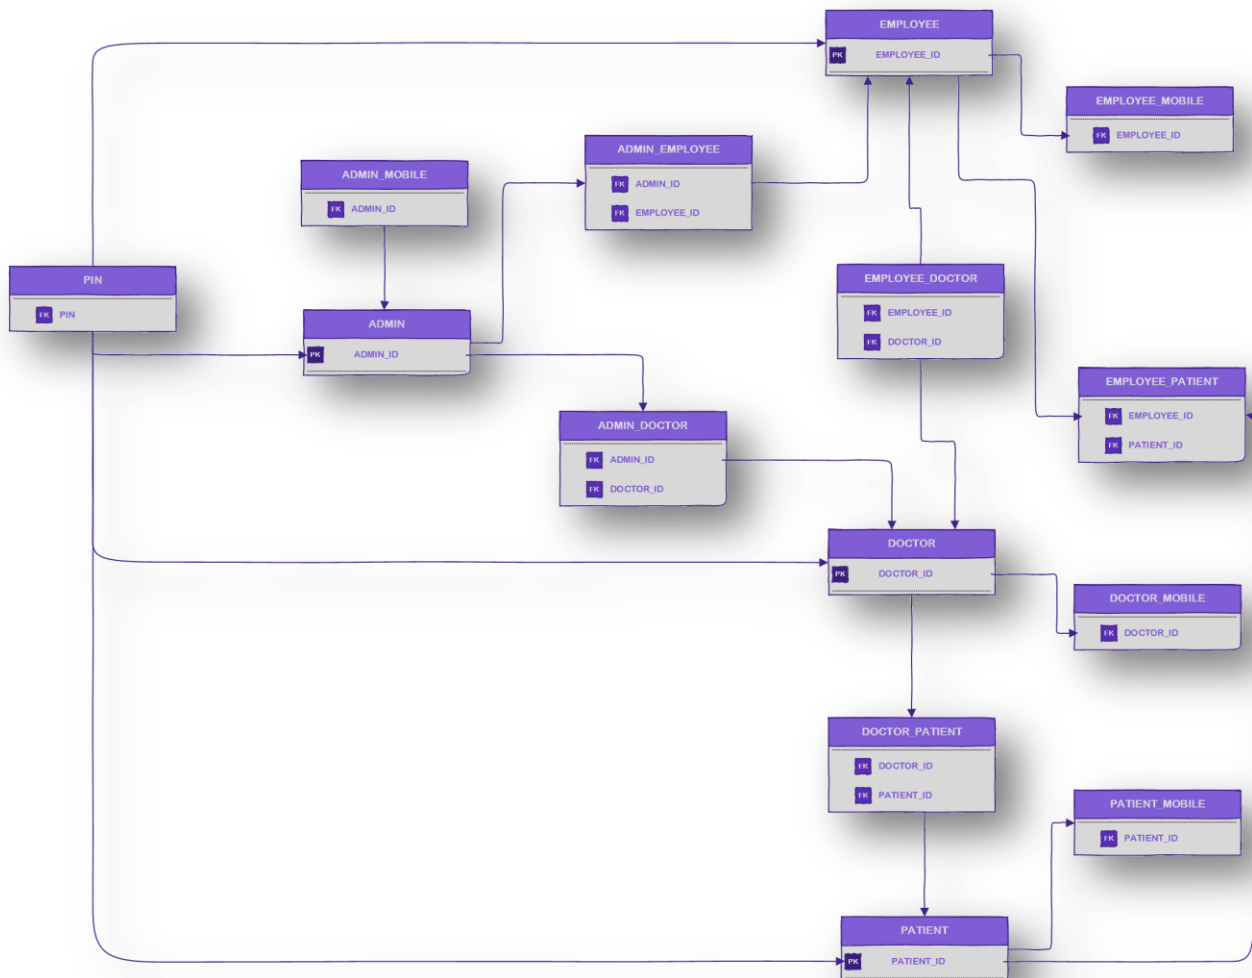 EMPLOYEE
PK EMPLOYEE_ID
EMPLOYEE_MOBILE
FK EMPLOYEE_ID
ADMIN_EMPLOYEE
FK ADMIN_ID
FK EMPLOYEE_ID
ADMIN_MOBILE
FK ADMIN_ID
PIN
FK PIN
EMPLOYEE_DOCTOR
FK EMPLOYEE_ID
FK DOCTOR_ID
ADMIN
PK ADMIN_ID
EMPLOYEE_PATIENT
FK EMPLOYEE_ID
FK PATIENT_ID
ADMIN_DOCTOR
FK ADMIN_ID
FK DOCTOR_ID
DOCTOR
PK DOCTOR_ID
DOCTOR_MOBILE
FK DOCTOR_ID
DOCTOR_PATIENT
FK DOCTOR_ID
FK PATIENT_ID
PATIENT_MOBILE
FK PATIENT_ID
PATIENT
PK PATIENT_ID